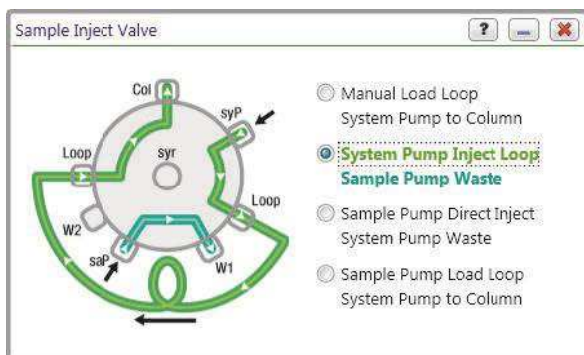 Sample Inject Valve
?
Col
syP
Loop
syr
Loop
W2
saP
W1
Manual Load Loop
System Pump to Column
System Pump Inject Loop
Sample Pump Waste
Sample Pump Direct Inject
System Pump Waste
Sample Pump Load Loop
System Pump to Column